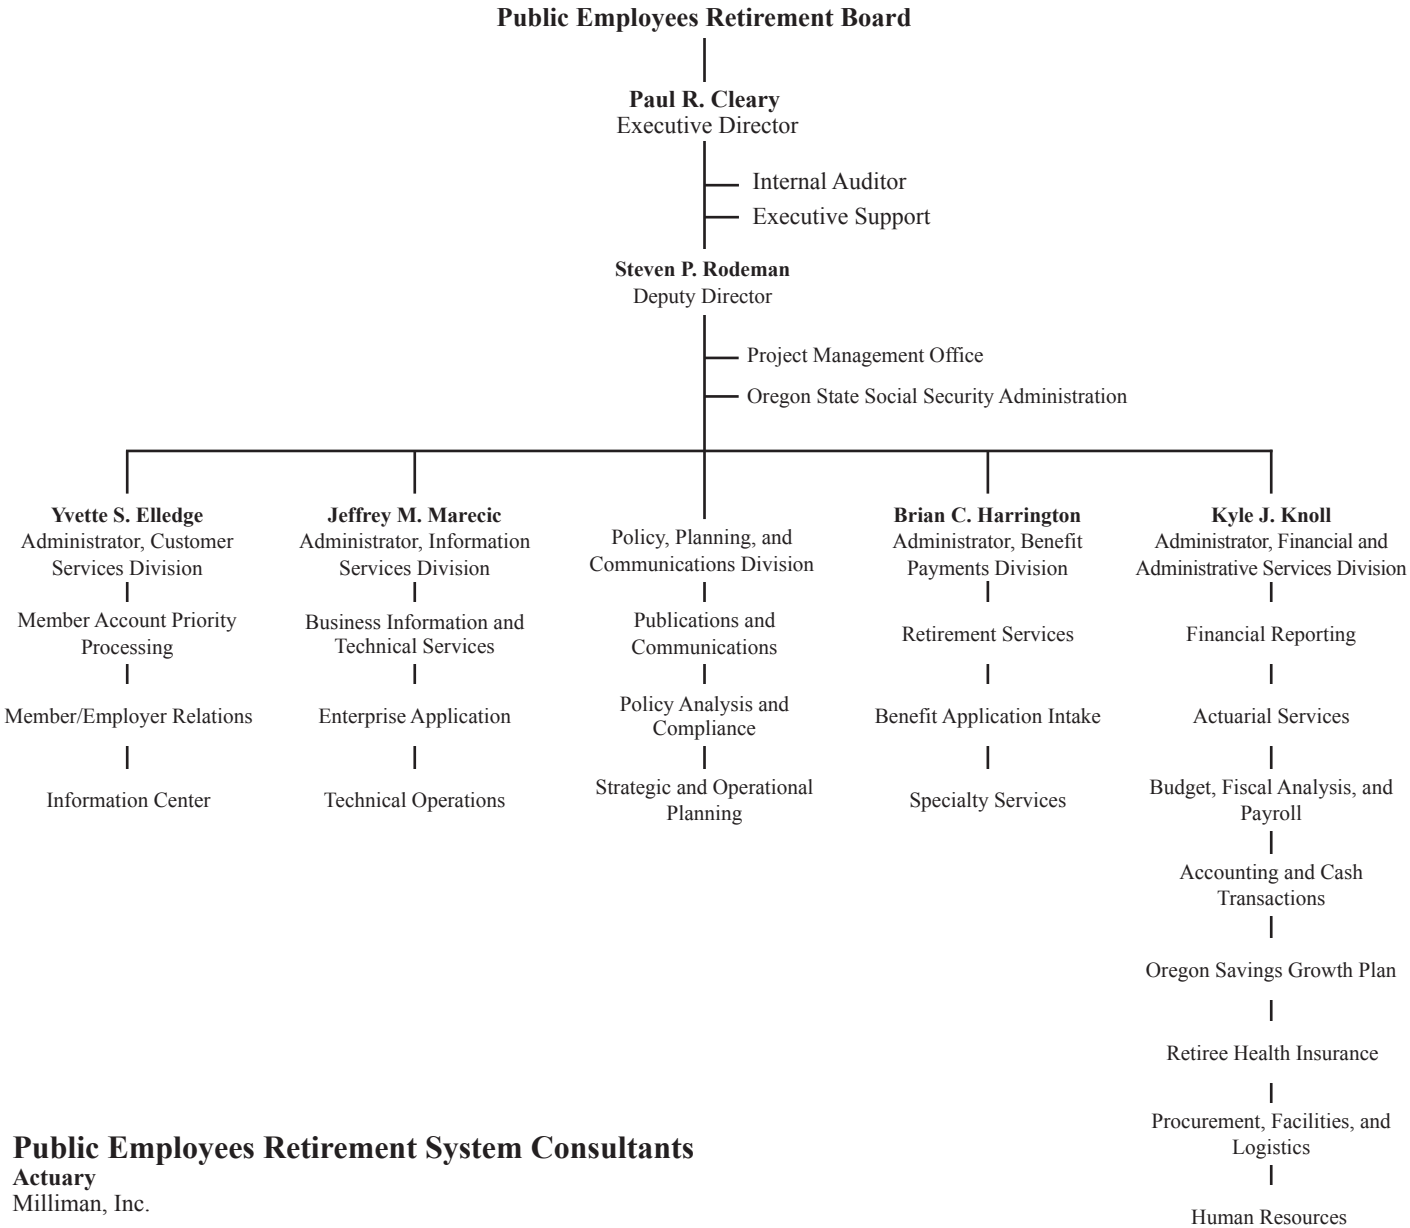 Public Employees Retirement Board
Paul R. Cleary
Executive Director
Internal Auditor
Executive Support
Steven P. Rodeman
Deputy Director
Project Management Office
Oregon State Social Security Administration
Yvette S. Elledge
Administrator, Customer
Services Division
Member Account Priority
Processing
Member/Employer Relations
Information Center
Jeffrey M. Marecic
Administrator, Information
Services Division
Business Information and
Technical Services
Enterprise Application
Technical Operations
Policy, Planning, and
Communications Division
Publications and
Communications
Policy Analysis and
Compliance
Strategic and Operational
Planning
Brian C. Harrington
Administrator, Benefit
Payments Division
Retirement Services
Benefit Application Intake
Specialty Services
Kyle J. Knoll
Administrator, Financial and
Administrative Services Division
Financial Reporting
Actuarial Services
Budget, Fiscal Analysis, and
Payroll
Accounting and Cash
Transactions
Oregon Savings Growth Plan
Retiree Health Insurance
Procurement, Facilities, and
Logistics
Human Resources
Public Employees Retirement System Consultants
Actuary
Milliman, Inc.